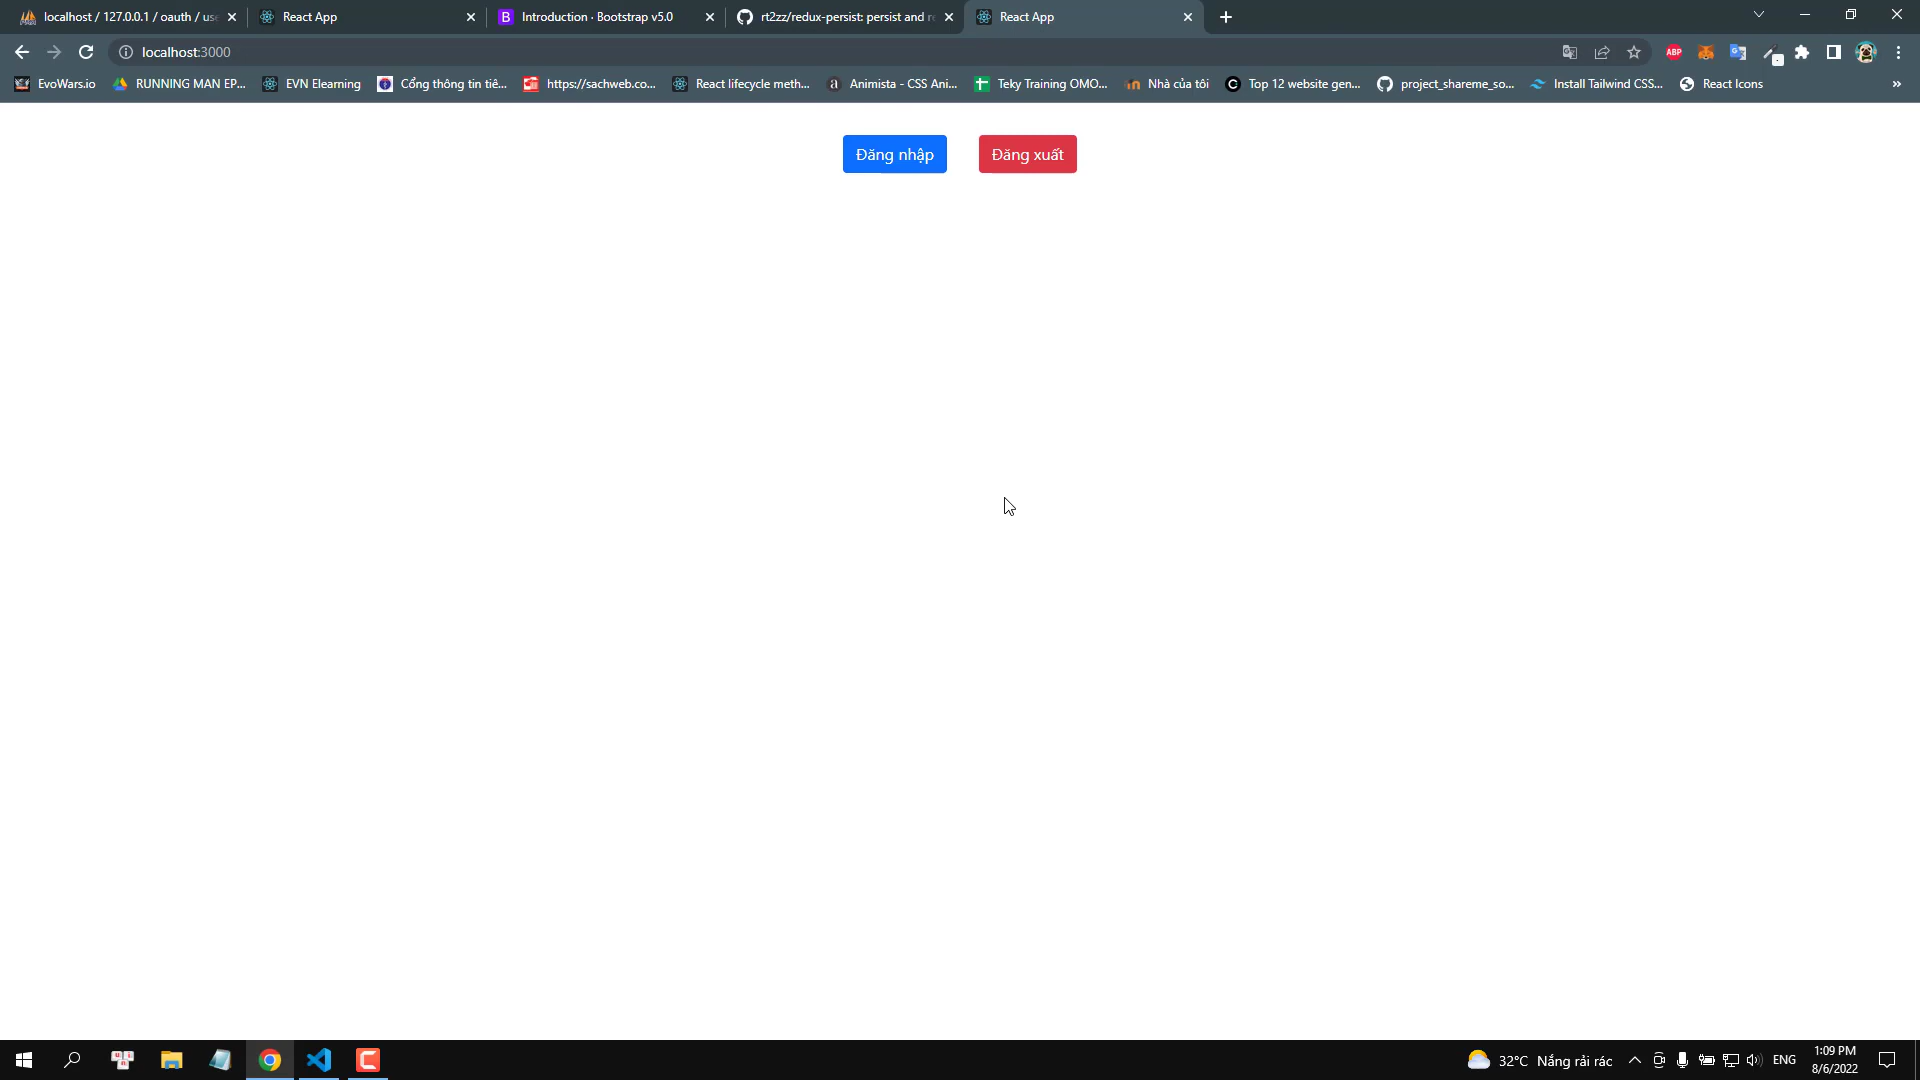 localhost / 127.0.0.1 / oauth / use
React App
Introduction · Bootstrap v5.0
rt2zz/redux-persist: persist and re
React App
localhost:3000
ABP
EvoWars.io
RUNNING MAN EP...
EVN Elearning
Cổng thông tin tiê...
https://sachweb.co...
React lifecycle meth...
Animista - CSS Ani...
Teky Training OMO...
Nhà của tôi
Top 12 website gen...
project_shareme_so...
Install Tailwind CSS...
React Icons
Đăng nhập
Đăng xuất
32°C Nắng rải rác
ENG
1:09 PM
8/6/2022